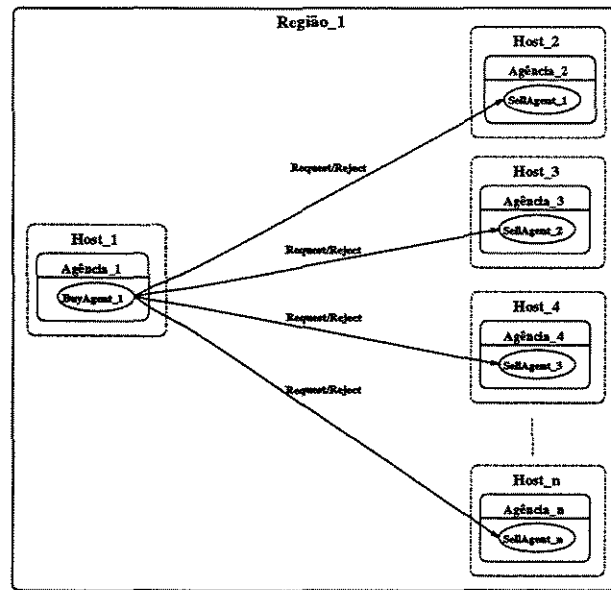 Região_1
Host_2
Agência_2
SellAgent_1
Request/Reject
Host_3
Agência_3
SellAgent_2
Request/Reject
Host_1
Agência_1
BuyAgent_1
Host_4
Agência_4
SellAgent_3
Request/Reject
Request/Reject
Host_n
Agência_n
SellAgent_n